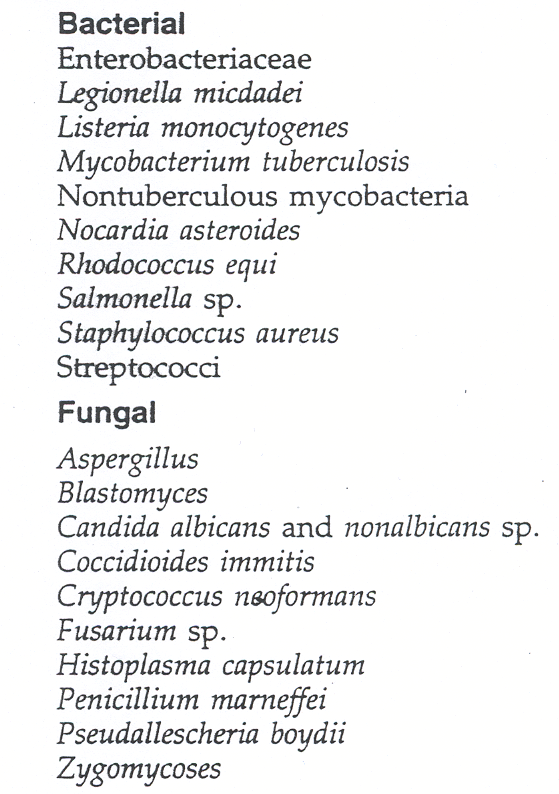 Bacterial
Enterobacteriaceae
Legionella micdadei
Listeria monocytogenes
Mycobacterium tuberculosis
Nontuberculous mycobacteria
Nocardia asteroides
Rhodococcus equi
Salmonella sp.
Staphylococcus aureus
Streptococci
Fungal
Aspergillus
Blastomyces
Candida albicans and nonalbicans sp.
Coccidioides immitis
Cryptococcus neoformans
Fusarium sp.
Histoplasma capsulatum
Penicillium marneffei
Pseudallescheria boydii
Zygomycoses